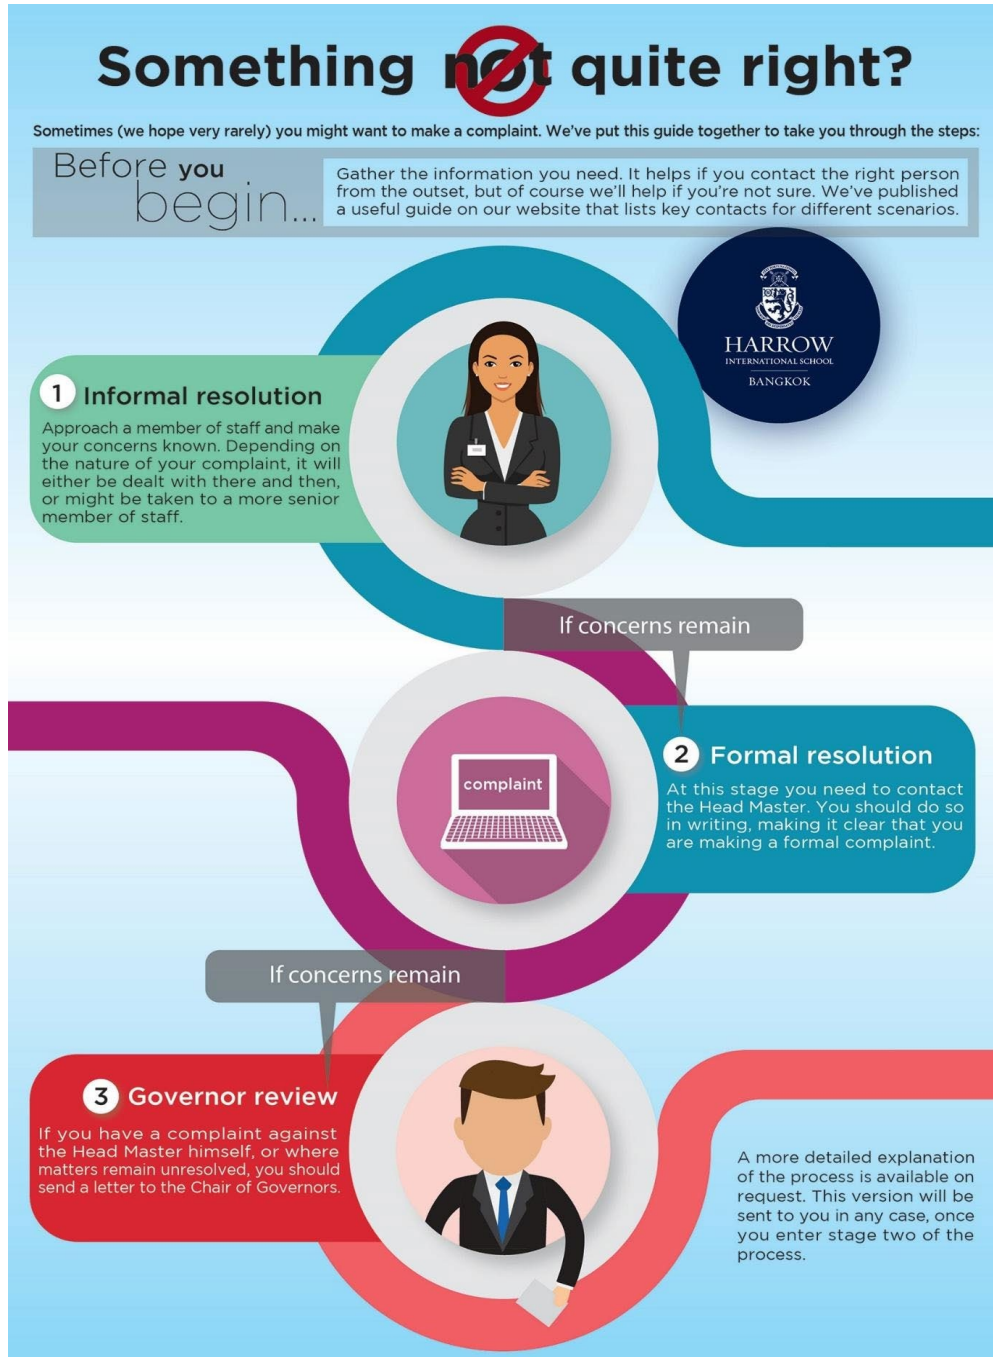 Something not quite right?
Sometimes (we hope very rarely) you might want to make a complaint. We've put this guide together to take you through the steps:
Before you
begin...
Gather the information you need. It helps if you contact the right person
from the outset, but of course we'll help if you're not sure. We've published
a useful guide on our website that lists key contacts for different scenarios.
HARROW
INTERNATIONAL SCHOOL
BANGKOK
1 Informal resolution
Approach a member of staff and make
your concerns known. Depending on
the nature of your complaint, it will
either be dealt with there and then,
or might be taken to a more senior
member of staff.
If concerns remain
complaint
2 Formal resolution
At this stage you need to contact
the Head Master. You should do so
in writing, making it clear that you
are making a formal complaint.
If concerns remain
3 Governor review
If you have a complaint against
the Head Master himself, or where
matters remain unresolved, you should
send a letter to the Chair of Governors.
A more detailed explanation
of the process is available on
request. This version will be
sent to you in any case, once
you enter stage two of the
process.